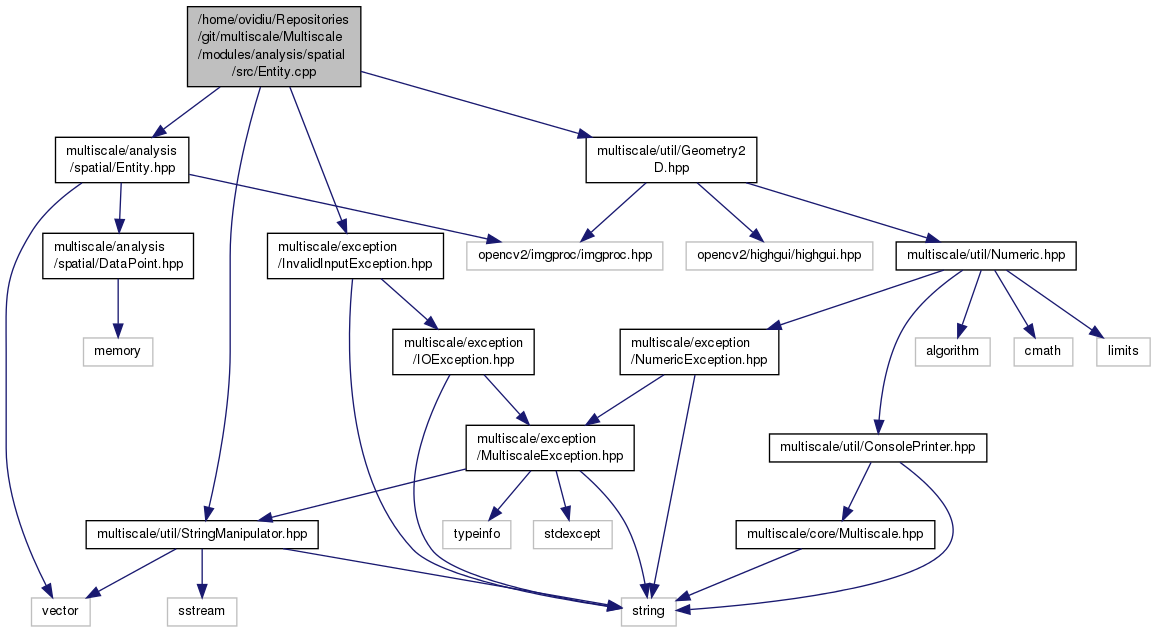 /home/ovidiu/Repositories
/git/multiscale/Multiscale
/modules/analysis/spatial
/src/Entity.cpp
multiscale/analysis
/spatial/Entity.hpp
multiscale/util/Geometry2
D.hpp
multiscale/analysis
/spatial/DataPoint.hpp
multiscale/exception
/InvalidInputException.hpp
opencv2/imgproc/imgproc.hpp
opencv2/highgui/highgui.hpp
multiscale/util/Numeric.hpp
memory
multiscale/exception
/IOException.hpp
multiscale/exception
/NumericException.hpp
algorithm
cmath
limits
multiscale/exception
/MultiscaleException.hpp
multiscale/util/ConsolePrinter.hpp
multiscale/util/StringManipulator.hpp
typeinfo
stdexcept
multiscale/core/Multiscale.hpp
vector
sstream
string